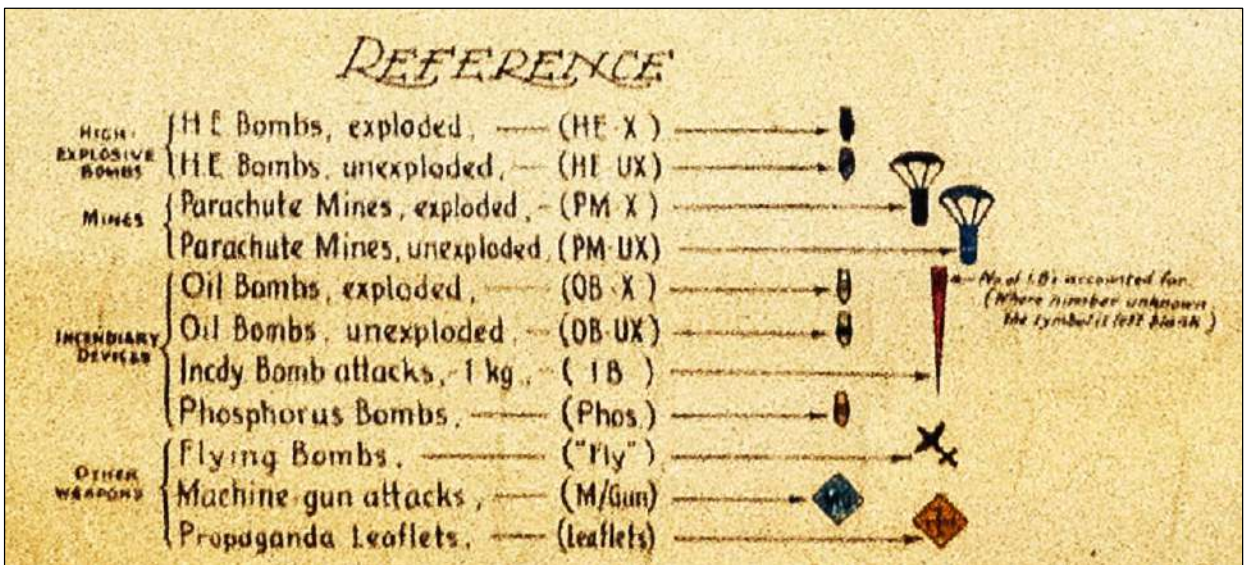 REFERENCE
HIGH-
EXPLOSIVE
BOMBS
H.E Bombs, exploded, — (HE-X)
H.E Bombs, unexploded, — (HE-UX)
MINES
Parachute Mines, exploded, - (PM-X)
Parachute Mines, unexploded, (PM-UX)
INCENDIARY
DEVICES
Oil Bombs, exploded, — (OB-X)
Oil Bombs, unexploded, — (OB-UX)
Incdy Bomb attacks, - 1 kg, - (IB)
Phosphorus Bombs, — (Phos.)
No of I.Bs accounted for.
(Where number unknown
the symbol is left blank)
OTHER
WEAPONS
Flying Bombs, — ("Fly")
Machine-gun attacks, — (M/Gun)
Propaganda Leaflets, — (Leaflets)